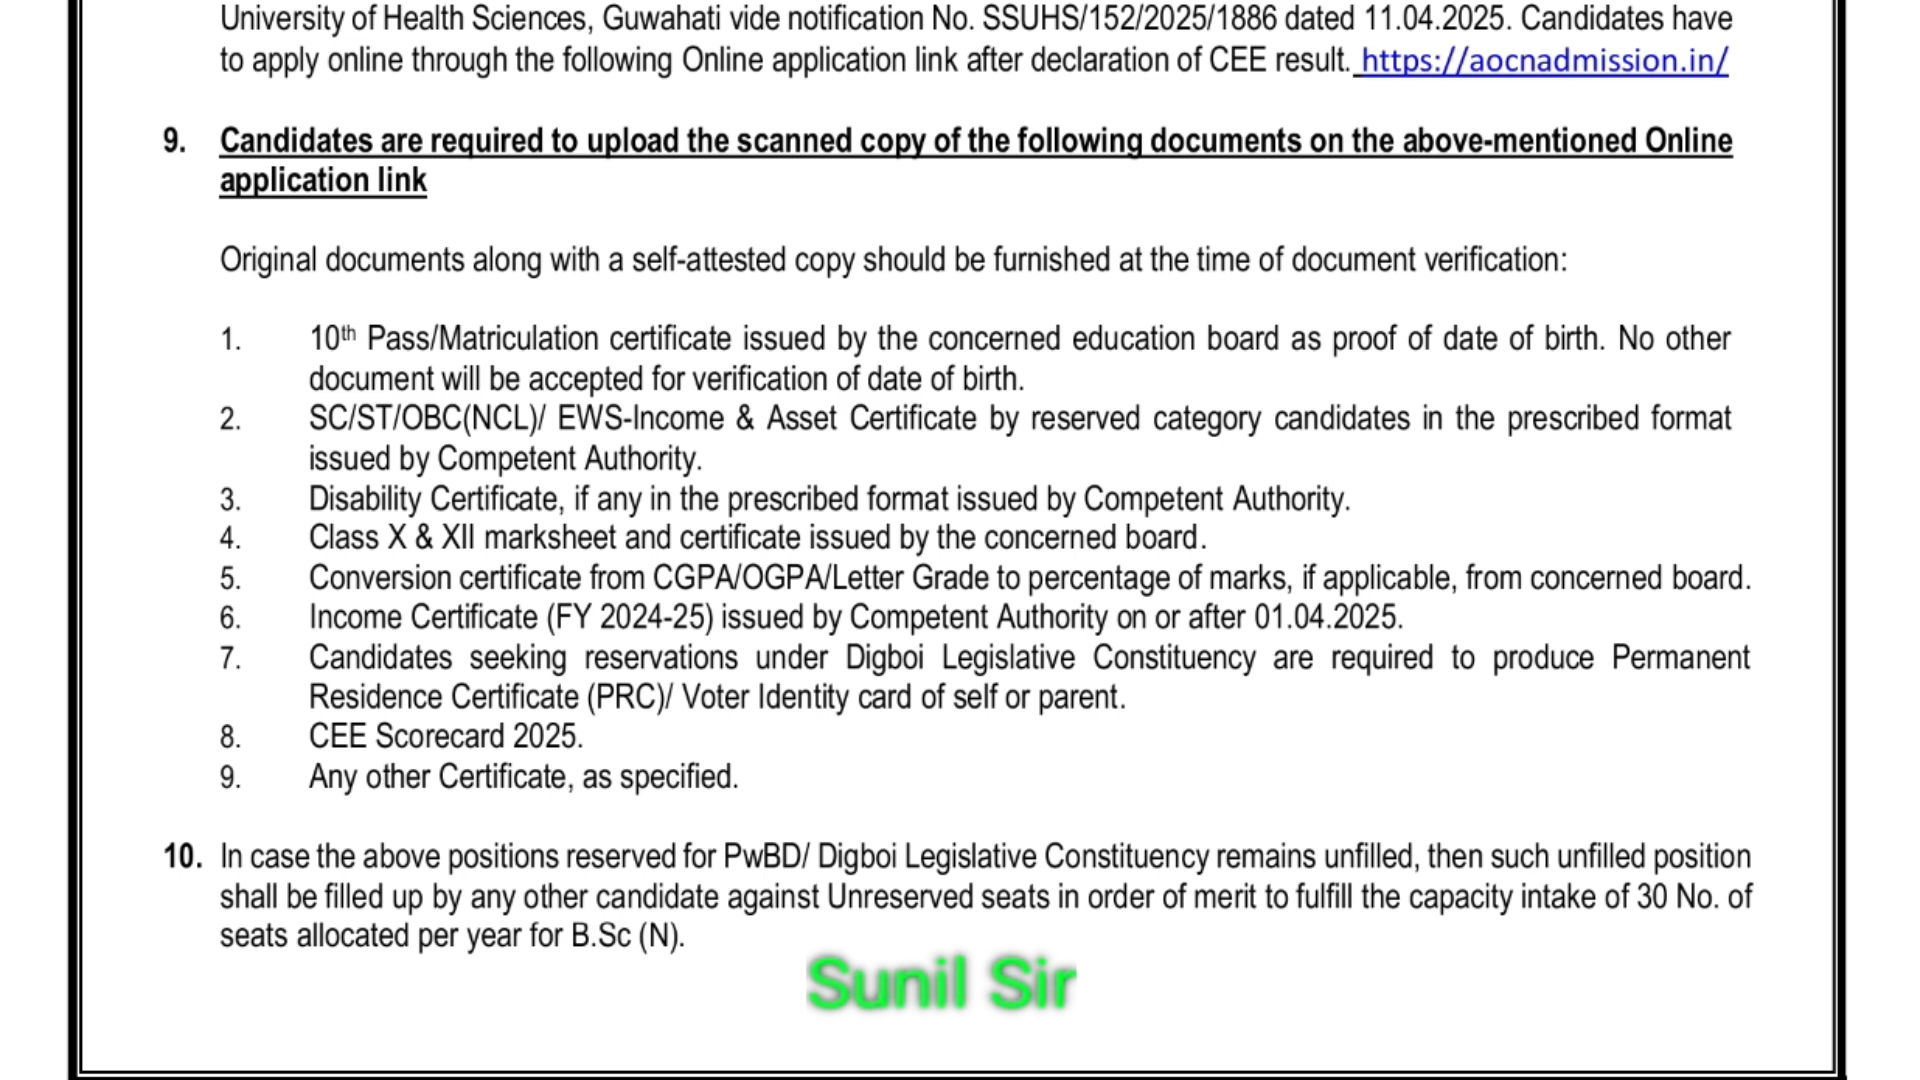 University of Health Sciences, Guwahati vide notification No. SSUHS/152/2025/1886 dated 11.04.2025. Candidates have
to apply online through the following Online application link after declaration of CEE result. https://aocnadmission.in/
9. Candidates are required to upload the scanned copy of the following documents on the above-mentioned Online
application link
Original documents along with a self-attested copy should be furnished at the time of document verification:
1. 10th Pass/Matriculation certificate issued by the concerned education board as proof of date of birth. No other
document will be accepted for verification of date of birth.
2. SC/ST/OBC(NCL)/ EWS-Income & Asset Certificate by reserved category candidates in the prescribed format
issued by Competent Authority.
3. Disability Certificate, if any in the prescribed format issued by Competent Authority.
4. Class X & XII marksheet and certificate issued by the concerned board.
5. Conversion certificate from CGPA/OGPA/Letter Grade to percentage of marks, if applicable, from concerned board.
6. Income Certificate (FY 2024-25) issued by Competent Authority on or after 01.04.2025.
7. Candidates seeking reservations under Digboi Legislative Constituency are required to produce Permanent
Residence Certificate (PRC)/ Voter Identity card of self or parent.
8. CEE Scorecard 2025.
9. Any other Certificate, as specified.
10. In case the above positions reserved for PwBD/ Digboi Legislative Constituency remains unfilled, then such unfilled position
shall be filled up by any other candidate against Unreserved seats in order of merit to fulfill the capacity intake of 30 No. of
seats allocated per year for B.Sc (N).
Sunil Sir